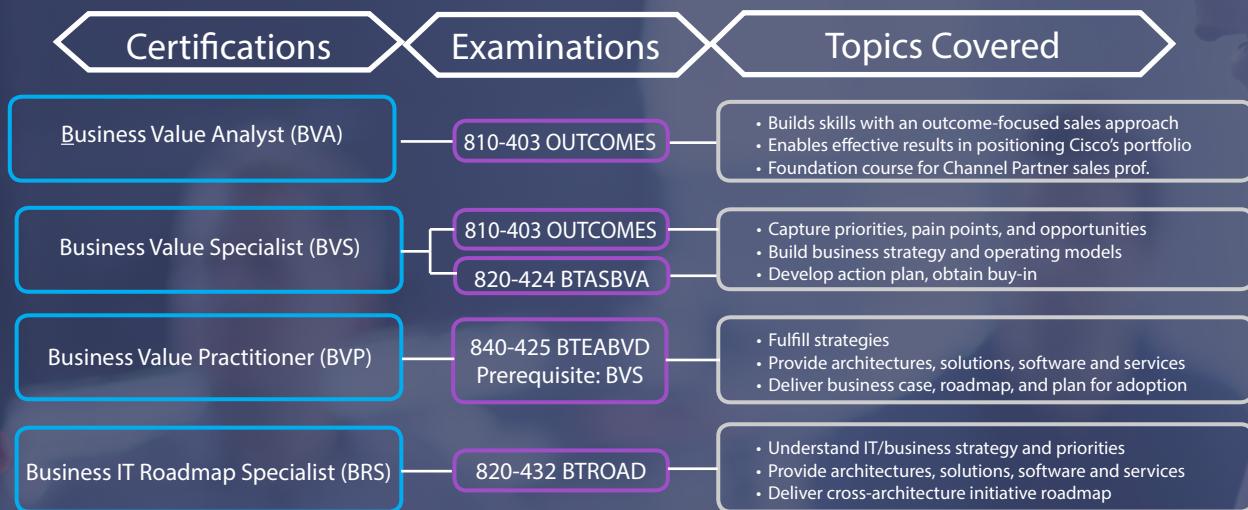 Certifications
Examinations
Topics Covered
Business Value Analyst (BVA)
810-403 OUTCOMES
• Builds skills with an outcome-focused sales approach
• Enables effective results in positioning Cisco’s portfolio
• Foundation course for Channel Partner sales prof.
Business Value Specialist (BVS)
810-403 OUTCOMES
820-424 BTASBVA
• Capture priorities, pain points, and opportunities
• Build business strategy and operating models
• Develop action plan, obtain buy-in
Business Value Practitioner (BVP)
840-425 BTEABVD
Prerequisite: BVS
• Fulfill strategies
• Provide architectures, solutions, software and services
• Deliver business case, roadmap, and plan for adoption
Business IT Roadmap Specialist (BRS)
820-432 BTROAD
• Understand IT/business strategy and priorities
• Provide architectures, solutions, software and services
• Deliver cross-architecture initiative roadmap